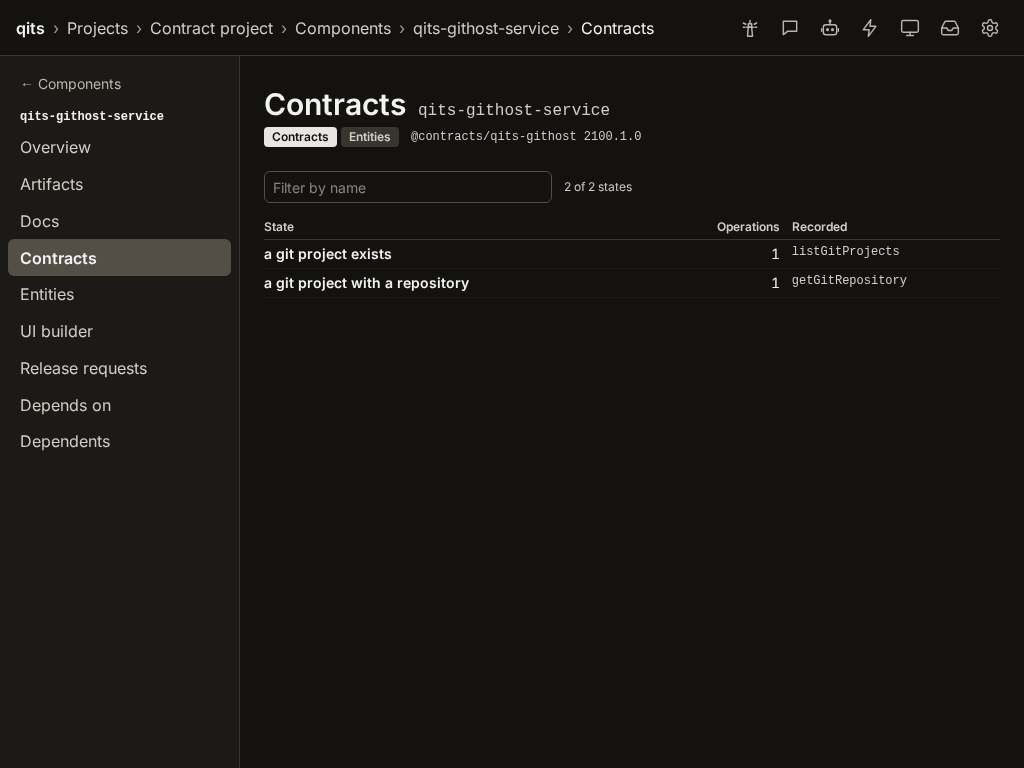 qits › Projects › Contract project › Components › qits-githost-service › Contracts
← Components
qits-githost-service
Overview
Artifacts
Docs
Contracts
Entities
UI builder
Release requests
Depends on
Dependents
Contracts qits-githost-service
Contracts Entities @contracts/qits-githost 2100.1.0
Filter by name 2 of 2 states
State Operations Recorded
a git project exists 1 listGitProjects
a git project with a repository 1 getGitRepository